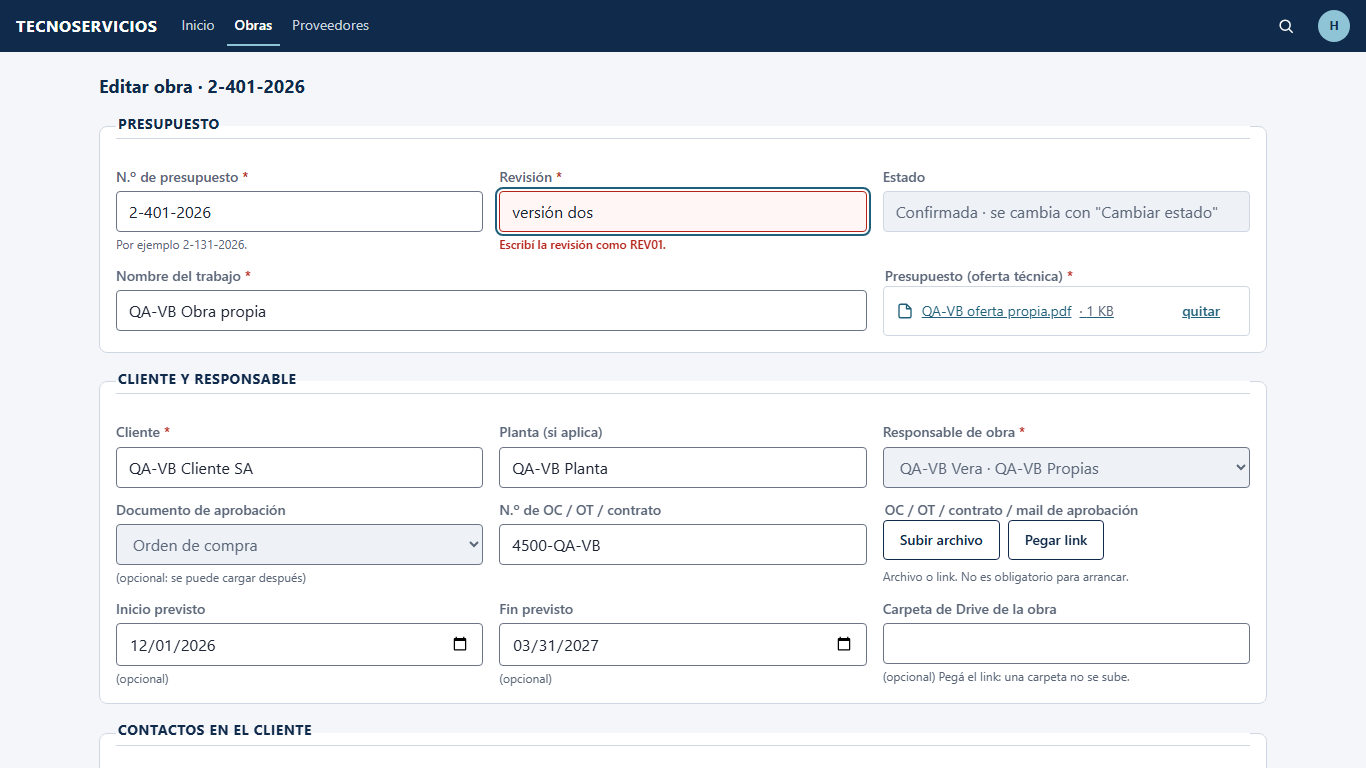 TECNOSERVICIOS Inicio Obras Proveedores H
Editar obra · 2-401-2026
PRESUPUESTO
N.º de presupuesto * Revisión * Estado
2-401-2026 versión dos Confirmada · se cambia con "Cambiar estado"
Por ejemplo 2-131-2026. Escribí la revisión como REV01.
Nombre del trabajo * Presupuesto (oferta técnica) *
QA-VB Obra propia QA-VB oferta propia.pdf · 1 KB quitar
CLIENTE Y RESPONSABLE
Cliente * Planta (si aplica) Responsable de obra *
QA-VB Cliente SA QA-VB Planta QA-VB Vera · QA-VB Propias
Documento de aprobación N.º de OC / OT / contrato OC / OT / contrato / mail de aprobación
Orden de compra 4500-QA-VB Subir archivo Pegar link
(opcional: se puede cargar después) Archivo o link. No es obligatorio para arrancar.
Inicio previsto Fin previsto Carpeta de Drive de la obra
12/01/2026 03/31/2027
(opcional) (opcional) (opcional) Pegá el link: una carpeta no se sube.
CONTACTOS EN EL CLIENTE